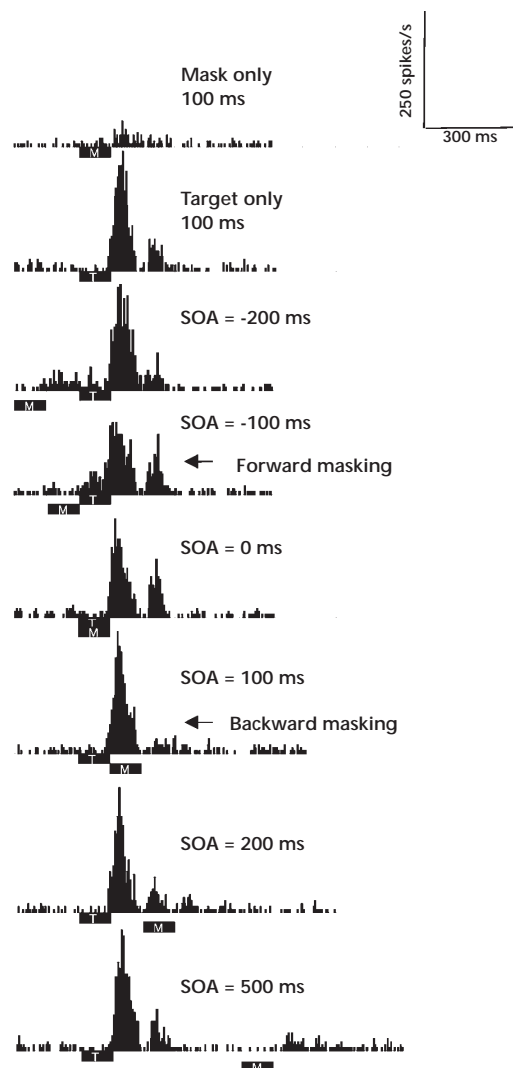 Mask only
100 ms
250 spikes/s
300 ms
M
Target only
100 ms
T
SOA = -200 ms
T
M
SOA = -100 ms
Forward masking
T
M
SOA = 0 ms
T
M
SOA = 100 ms
Backward masking
T
M
SOA = 200 ms
T
M
SOA = 500 ms
T
M